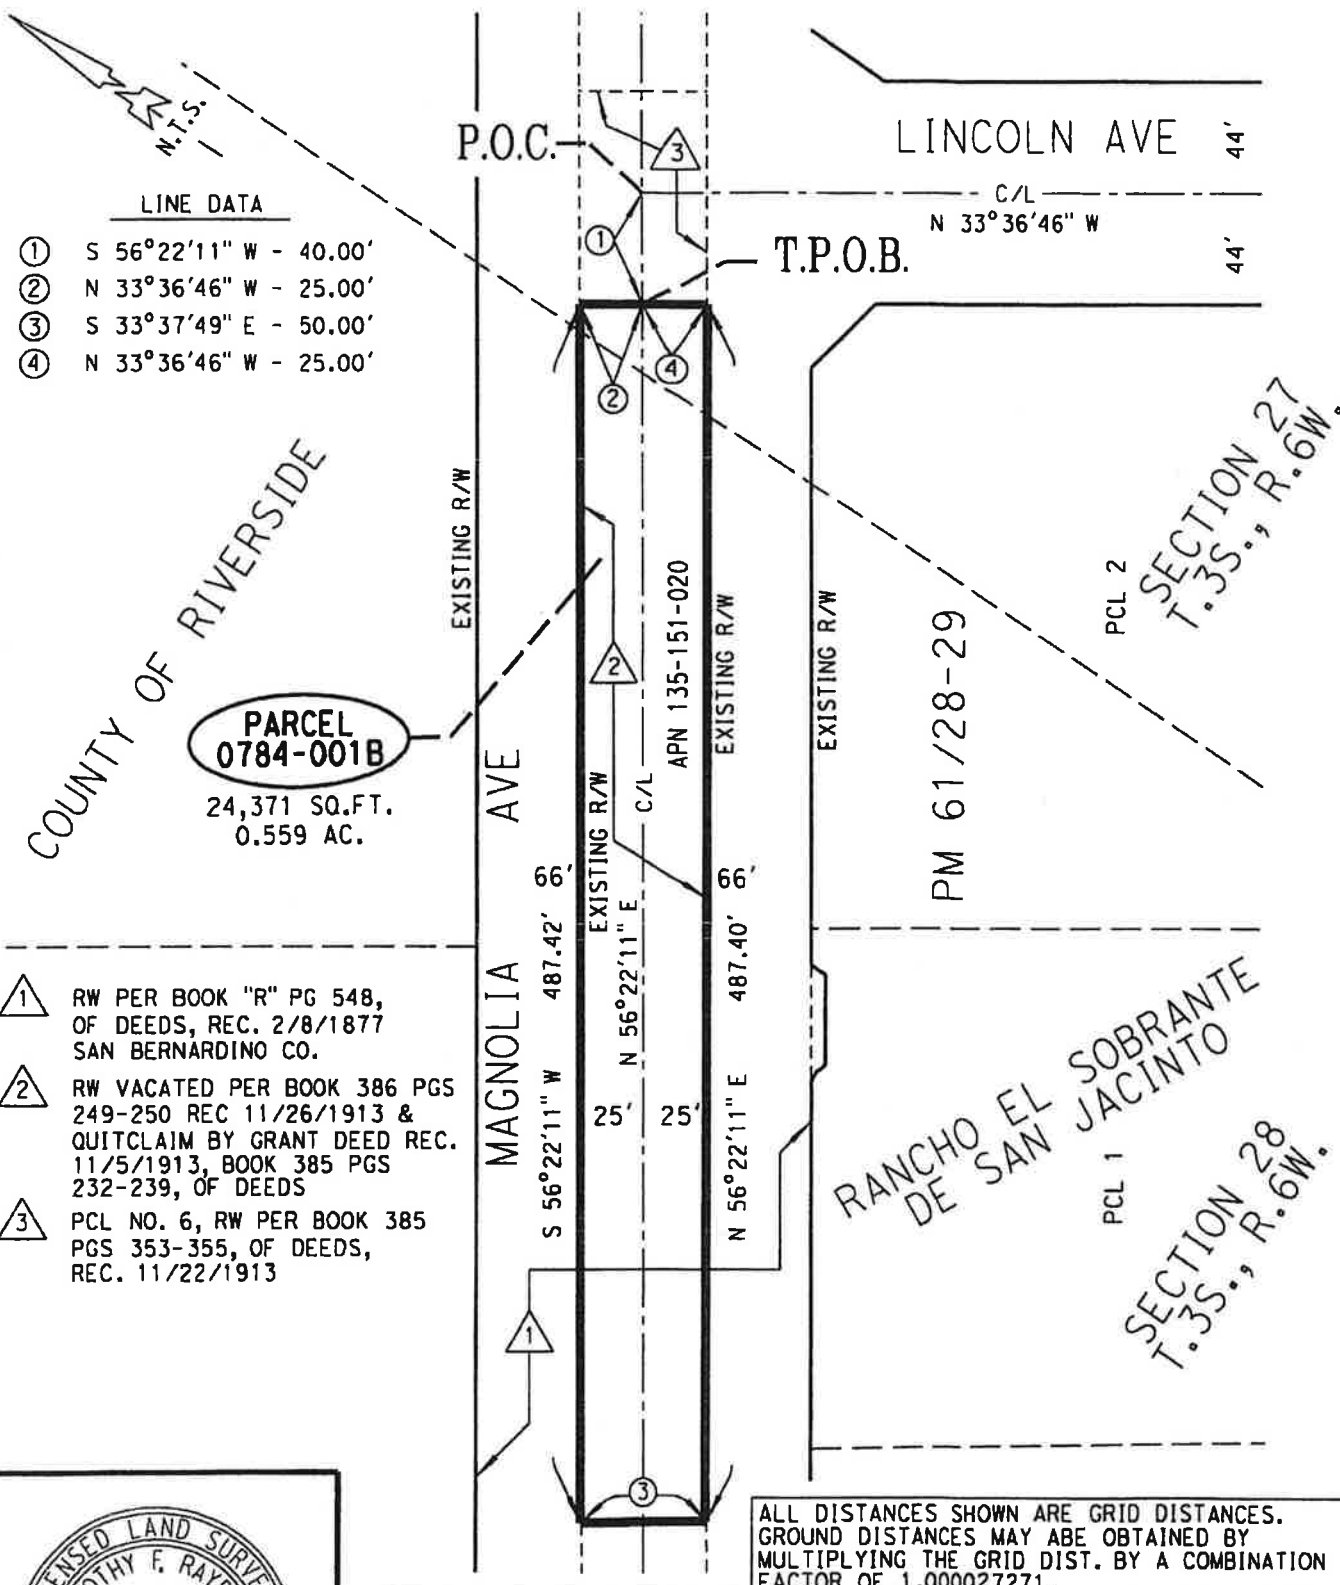 N.T.S.
P.O.C.
3
LINCOLN AVE
44'
C/L
N 33°36'46" W
44'
T.P.O.B.
LINE DATA
1 S 56°22'11" W - 40.00'
2 N 33°36'46" W - 25.00'
3 S 33°37'49" E - 50.00'
4 N 33°36'46" W - 25.00'
1
2
4
COUNTY OF RIVERSIDE
EXISTING R/W
2
APN 135-151-020
EXISTING R/W
EXISTING R/W
PM 61/28-29
PCL 2
SECTION 27
T.3S., R.6W.
PARCEL
0784-001B
24,371 SQ.FT.
0.559 AC.
MAGNOLIA AVE
EXISTING R/W
C/L
66'
66'
S 56°22'11" W 487.42'
N 56°22'11" E
N 56°22'11" E 487.40'
25'
25'
1 RW PER BOOK "R" PG 548,
OF DEEDS, REC. 2/8/1877
SAN BERNARDINO CO.
2 RW VACATED PER BOOK 386 PGS
249-250 REC 11/26/1913 &
QUITCLAIM BY GRANT DEED REC.
11/5/1913, BOOK 385 PGS
232-239, OF DEEDS
3 PCL NO. 6, RW PER BOOK 385
PGS 353-355, OF DEEDS,
REC. 11/22/1913
RANCHO EL SOBRANTE
DE SAN JACINTO
PCL 1
SECTION 28
T.3S., R.6W.
1
3
ENSED LAND SURVE
OTHY F. RAY
ALL DISTANCES SHOWN ARE GRID DISTANCES.
GROUND DISTANCES MAY ABE OBTAINED BY
MULTIPLYING THE GRID DIST. BY A COMBINATION
FACTOR OF 1.000027271